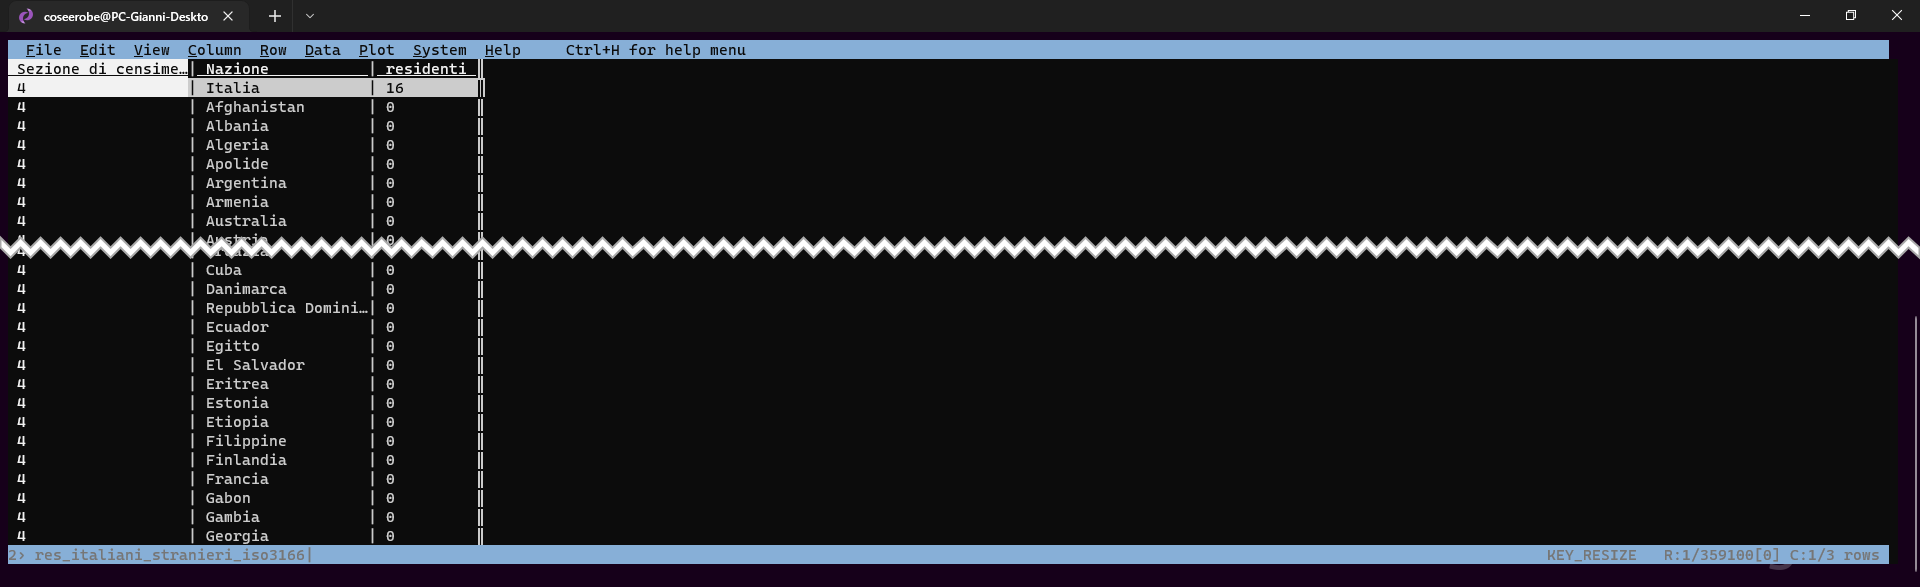 coseerobe@PC-Gianni-Deskto
File Edit View Column Row Data Plot System Help Ctrl+H for help menu
Sezione di censime…| Nazione | residenti ‖
4 | Italia | 16
4 | Afghanistan | 0
4 | Albania | 0
4 | Algeria | 0
4 | Apolide | 0
4 | Argentina | 0
4 | Armenia | 0
4 | Australia | 0
4 | Austria | 0
4 | Cuba | 0
4 | Danimarca | 0
4 | Repubblica Domini…| 0
4 | Ecuador | 0
4 | Egitto | 0
4 | El Salvador | 0
4 | Eritrea | 0
4 | Estonia | 0
4 | Etiopia | 0
4 | Filippine | 0
4 | Finlandia | 0
4 | Francia | 0
4 | Gabon | 0
4 | Gambia | 0
4 | Georgia | 0
2› res_italiani_stranieri_iso3166| KEY_RESIZE R:1/359100[0] C:1/3 rows